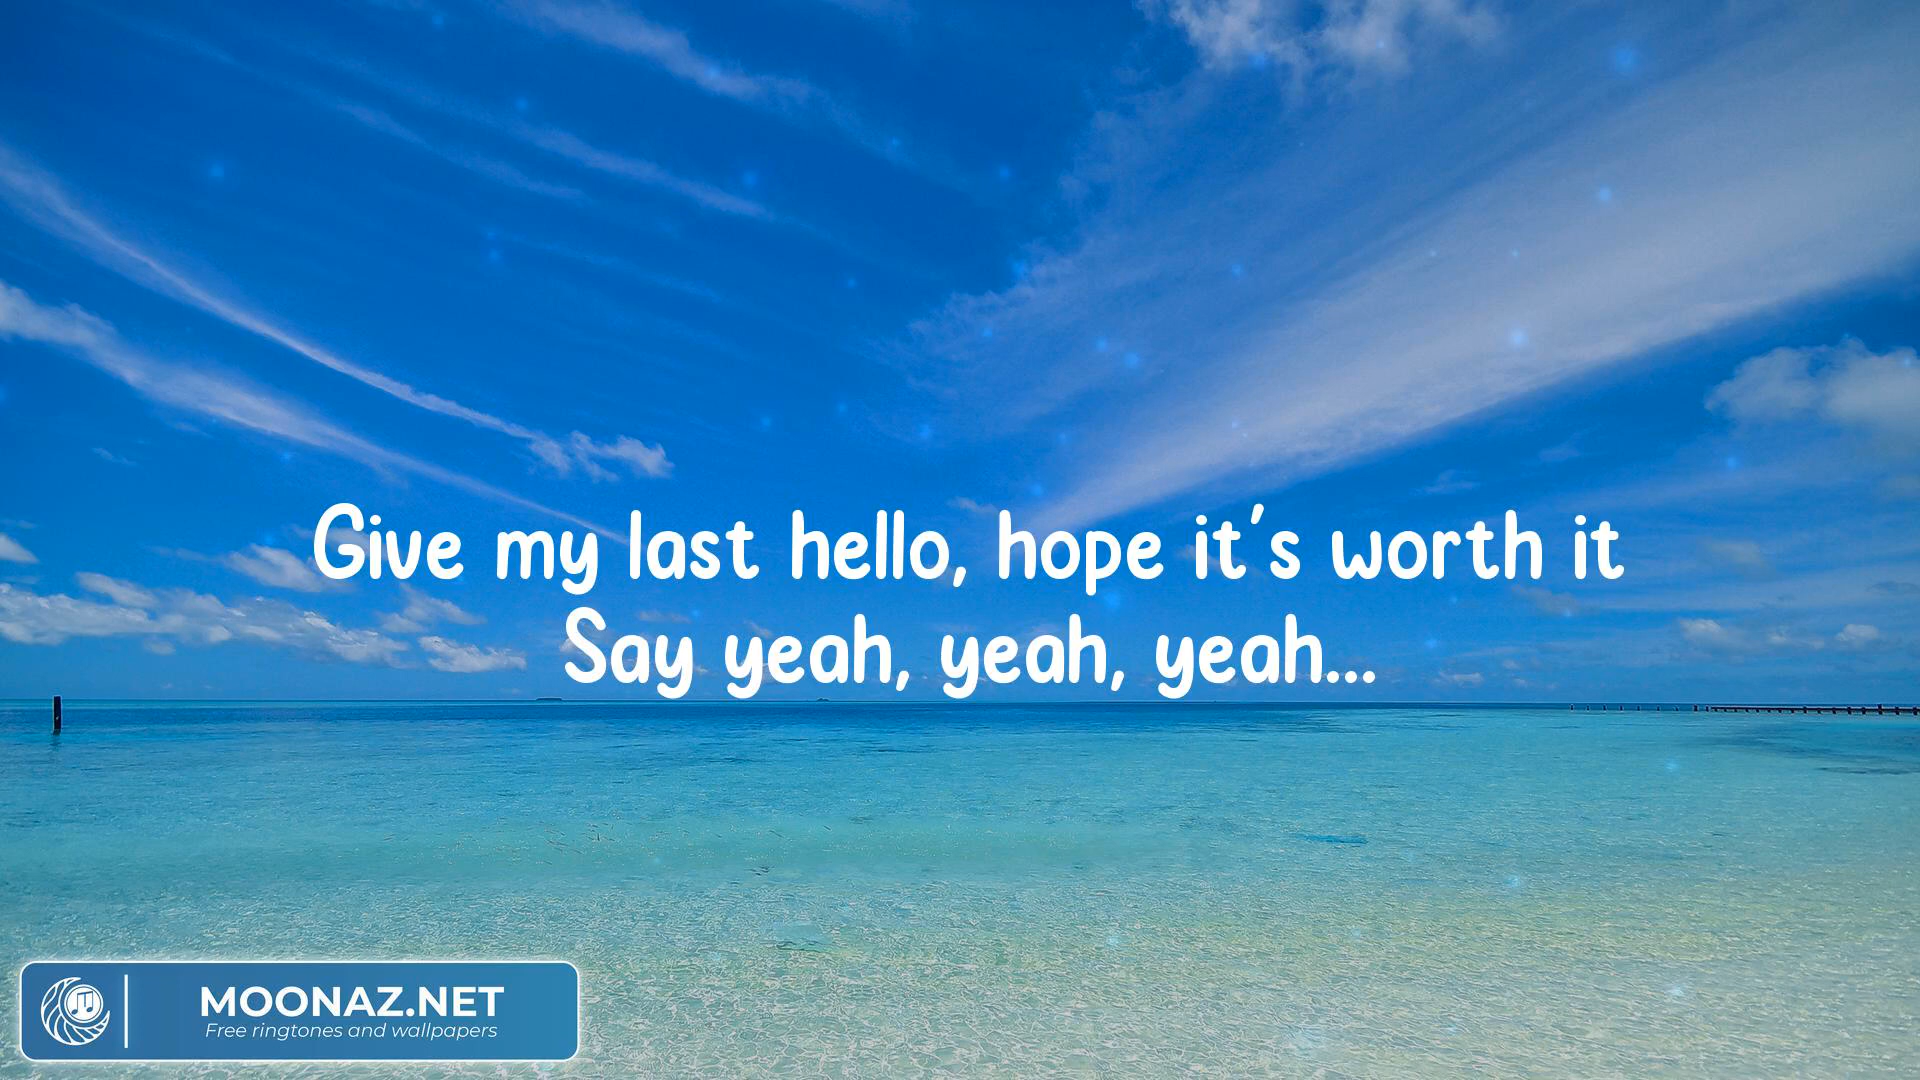 Give my last hello, hope it's worth it
Say yeah, yeah, yeah...
MOONAZ.NET
Free ringtones and wallpapers